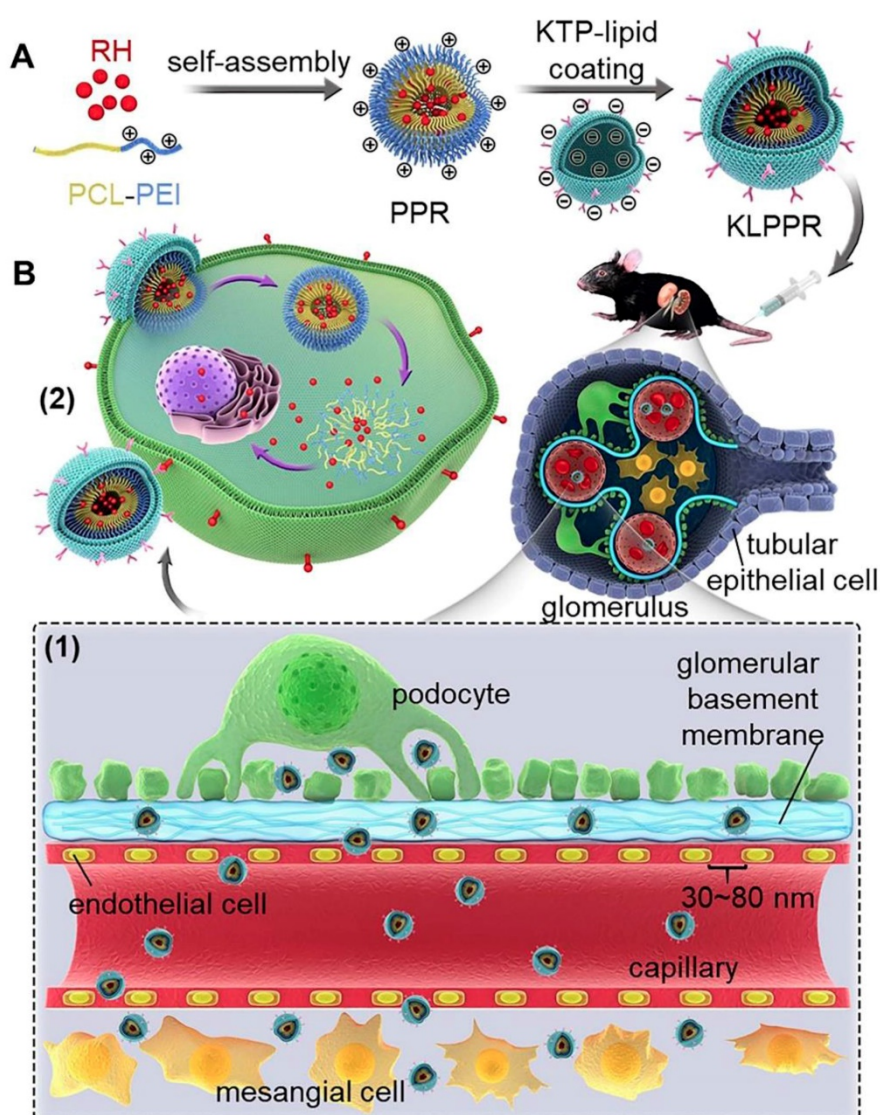 A
RH
self-assembly
KTP-lipid
coating
PCL-PEI
PPR
KLPPR
B
(2)
tubular
epithelial cell
glomerulus
(1)
podocyte
glomerular
basement
membrane
endothelial cell
30~80 nm
capillary
mesangial cell